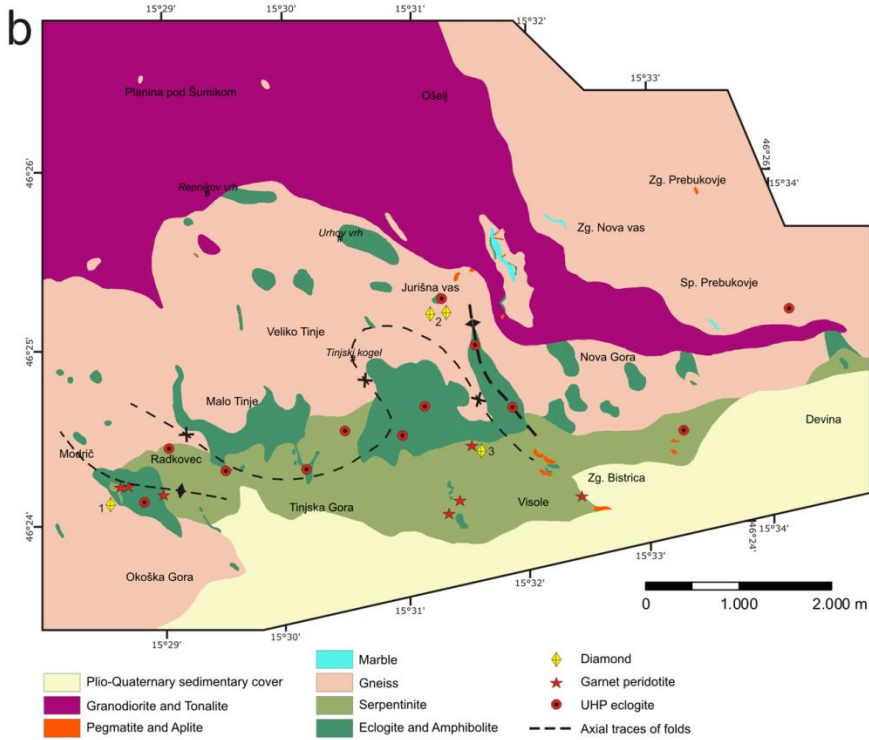 b
15°29'
15°30'
15°31'
15°32'
15°33'
46°26'
15°34'
46°26'
46°25'
46°24'
Planina pod Šumikom
Ošelj
Zg. Prebukovje
Repnikov vrh
Zg. Nova vas
Urhov vrh
Sp. Prebukovje
Jurišna vas
2
Veliko Tinje
Tinjski kogel
Nova Gora
Malo Tinje
Devina
Modrič
Radkovec
3
Zg. Bistrica
Tinjska Gora
Visole
1
Okoška Gora
15°34'
46°24'
15°33'
15°32'
15°31'
15°30'
15°29'
0 1.000 2.000 m
Plio-Quaternary sedimentary cover
Granodiorite and Tonalite
Pegmatite and Aplite
Marble
Gneiss
Serpentinite
Eclogite and Amphibolite
Diamond
Garnet peridotite
UHP eclogite
Axial traces of folds